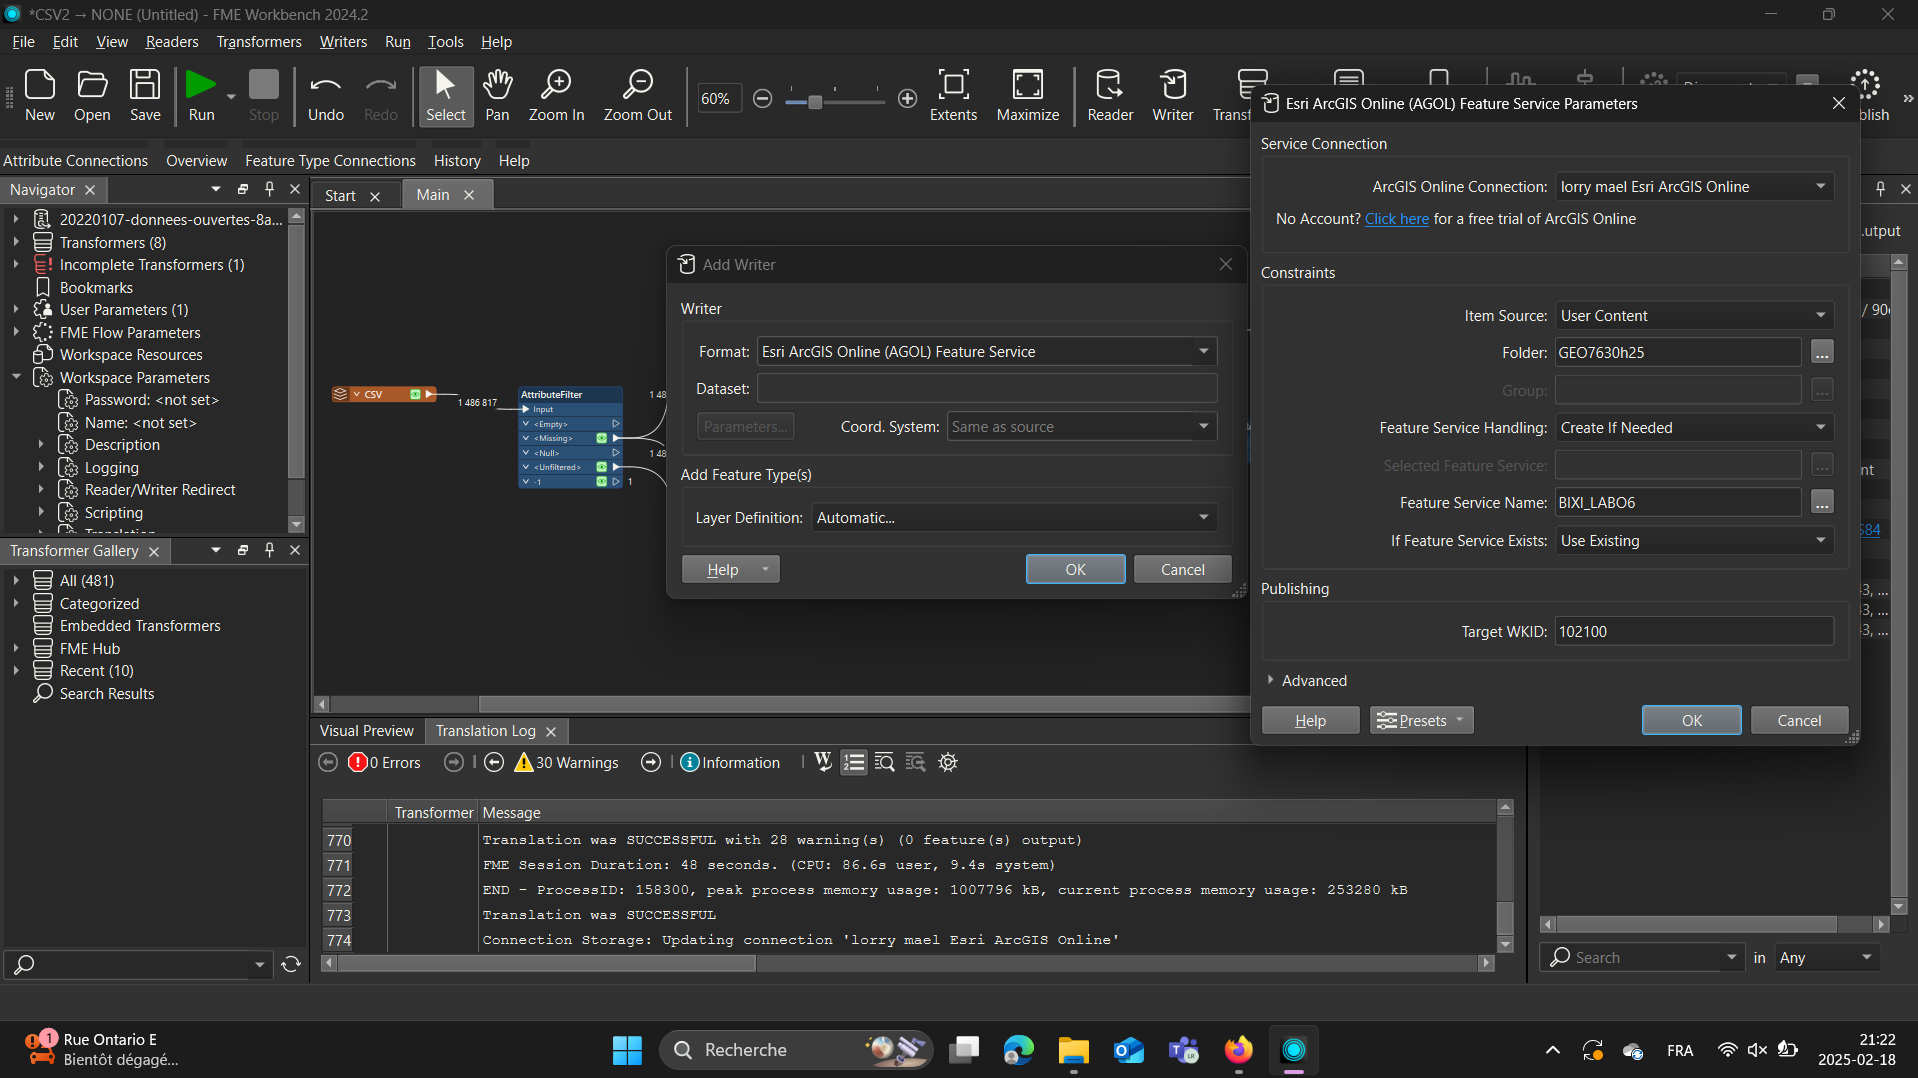 *CSV2 → NONE (Untitled) - FME Workbench 2024.2
File Edit View Readers Transformers Writers Run Tools Help
New Open Save Run Stop Undo Redo Select Pan Zoom In Zoom Out 60% Extents Maximize Reader Writer
Attribute Connections Overview Feature Type Connections History Help
Navigator
20220107-donnees-ouvertes-8a...
Transformers (8)
Incomplete Transformers (1)
Bookmarks
User Parameters (1)
FME Flow Parameters
Workspace Resources
Workspace Parameters
Password: <not set>
Name: <not set>
Description
Logging
Reader/Writer Redirect
Scripting
Transformer Gallery
All (481)
Categorized
Embedded Transformers
FME Hub
Recent (10)
Search Results
Start Main
CSV
1 486 817
AttributeFilter
Input
<Empty>
<Missing>
<Null>
<Unfiltered>
-1
1
1 48
1 48
Add Writer
Writer
Format: Esri ArcGIS Online (AGOL) Feature Service
Dataset:
Parameters... Coord. System: Same as source
Add Feature Type(s)
Layer Definition: Automatic...
Help OK Cancel
Esri ArcGIS Online (AGOL) Feature Service Parameters
Service Connection
ArcGIS Online Connection: lorry mael Esri ArcGIS Online
No Account? Click here for a free trial of ArcGIS Online
Constraints
Item Source: User Content
Folder: GEO7630h25 ...
Group: ...
Feature Service Handling: Create If Needed
Selected Feature Service: ...
Feature Service Name: BIXI_LABO6 ...
If Feature Service Exists: Use Existing
Publishing
Target WKID: 102100
Advanced
Help Presets OK Cancel
Visual Preview Translation Log
0 Errors 30 Warnings Information
Transformer Message
770 Translation was SUCCESSFUL with 28 warning(s) (0 feature(s) output)
771 FME Session Duration: 48 seconds. (CPU: 86.6s user, 9.4s system)
772 END - ProcessID: 158300, peak process memory usage: 1007796 kB, current process memory usage: 253280 kB
773 Translation was SUCCESSFUL
774 Connection Storage: Updating connection 'lorry mael Esri ArcGIS Online'
Search in Any
1 Rue Ontario E
Bientôt dégagé...
Recherche
FRA
21:22
2025-02-18